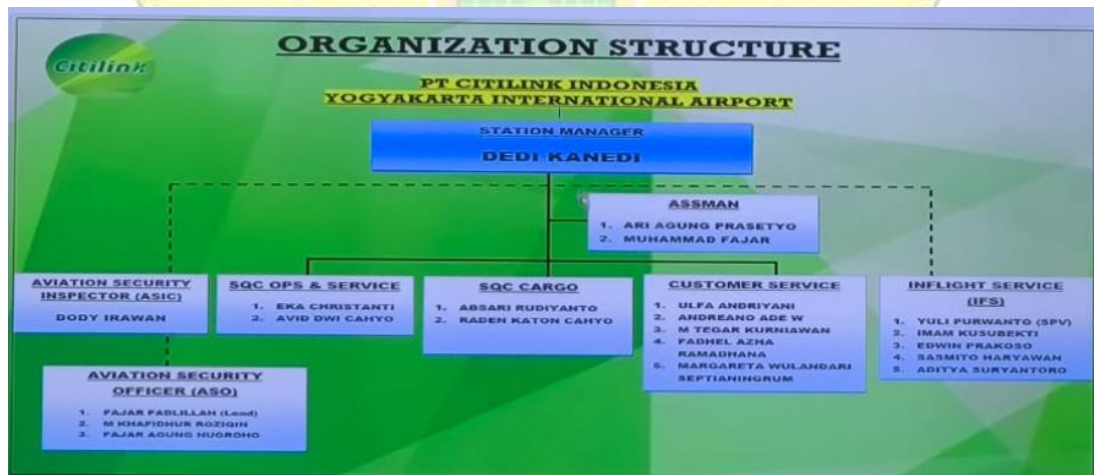 Citilink
ORGANIZATION STRUCTURE
PT CITILINK INDONESIA
YOGYAKARTA INTERNATIONAL AIRPORT
STATION MANAGER
DEDI KANEDI
ASSMAN
1. ARI AGUNG PRASETYO
2. MUHAMMAD FAJAR
AVIATION SECURITY
INSPECTOR (ASIC)
DODY IRAWAN
SQC OPS & SERVICE
1. EKA CHRISTANTI
2. AVID DWI CAHYO
SQC CARGO
1. ABSARI RUDIYANTO
2. RADEN KATON CAHYO
CUSTOMER SERVICE
1. ULFA ANDRIYANI
2. ANDREANO ADE W
3. M TEGAR KURNIAWAN
4. FADHEL AZHA
RAMADHANA
5. MARGARETA WULANDARI
SEPTIANINGRUM
INFLIGHT SERVICE
(IFS)
1. YULI PURWANTO (SPV)
2. IMAM KUSUBEKTI
3. EDWIN PRAKOSO
4. SASMITO HARYAWAN
5. ADITYA SURYANTORO
AVIATION SECURITY
OFFICER (ASO)
1. FAJAR FADLILLAH (Lead)
2. M KHAFIDHUR ROZIQIN
3. FAJAR AGUNG NUGROHO